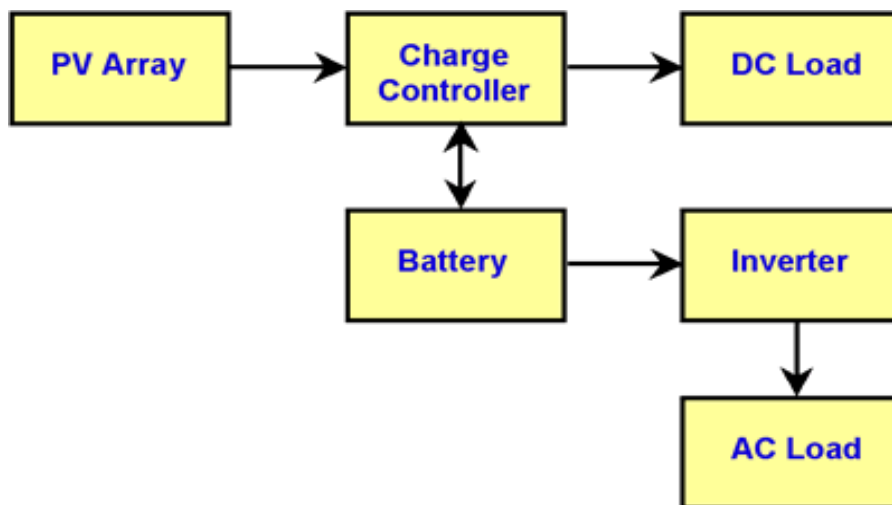 PV Array
Charge
Controller
DC Load
Battery
Inverter
AC Load